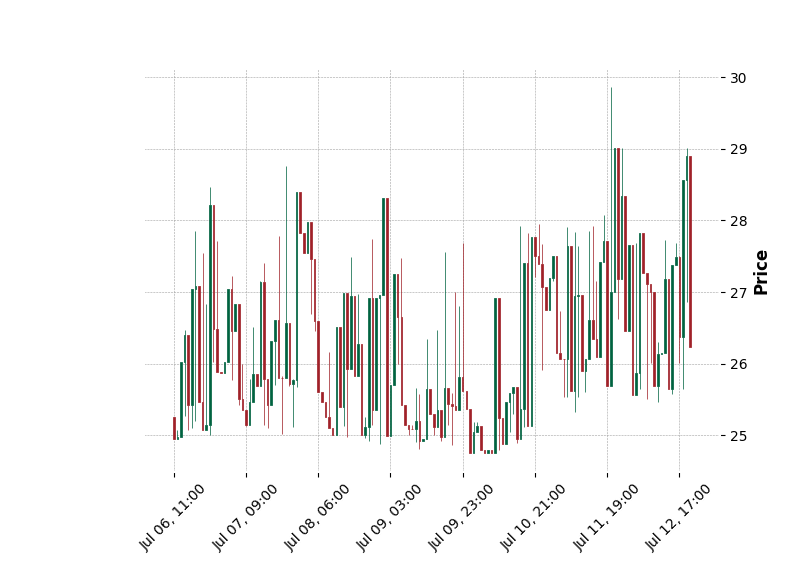 30
29
28
27
26
25
Price
Jul 06, 11:00
Jul 07, 09:00
Jul 08, 06:00
Jul 09, 03:00
Jul 09, 23:00
Jul 10, 21:00
Jul 11, 19:00
Jul 12, 17:00